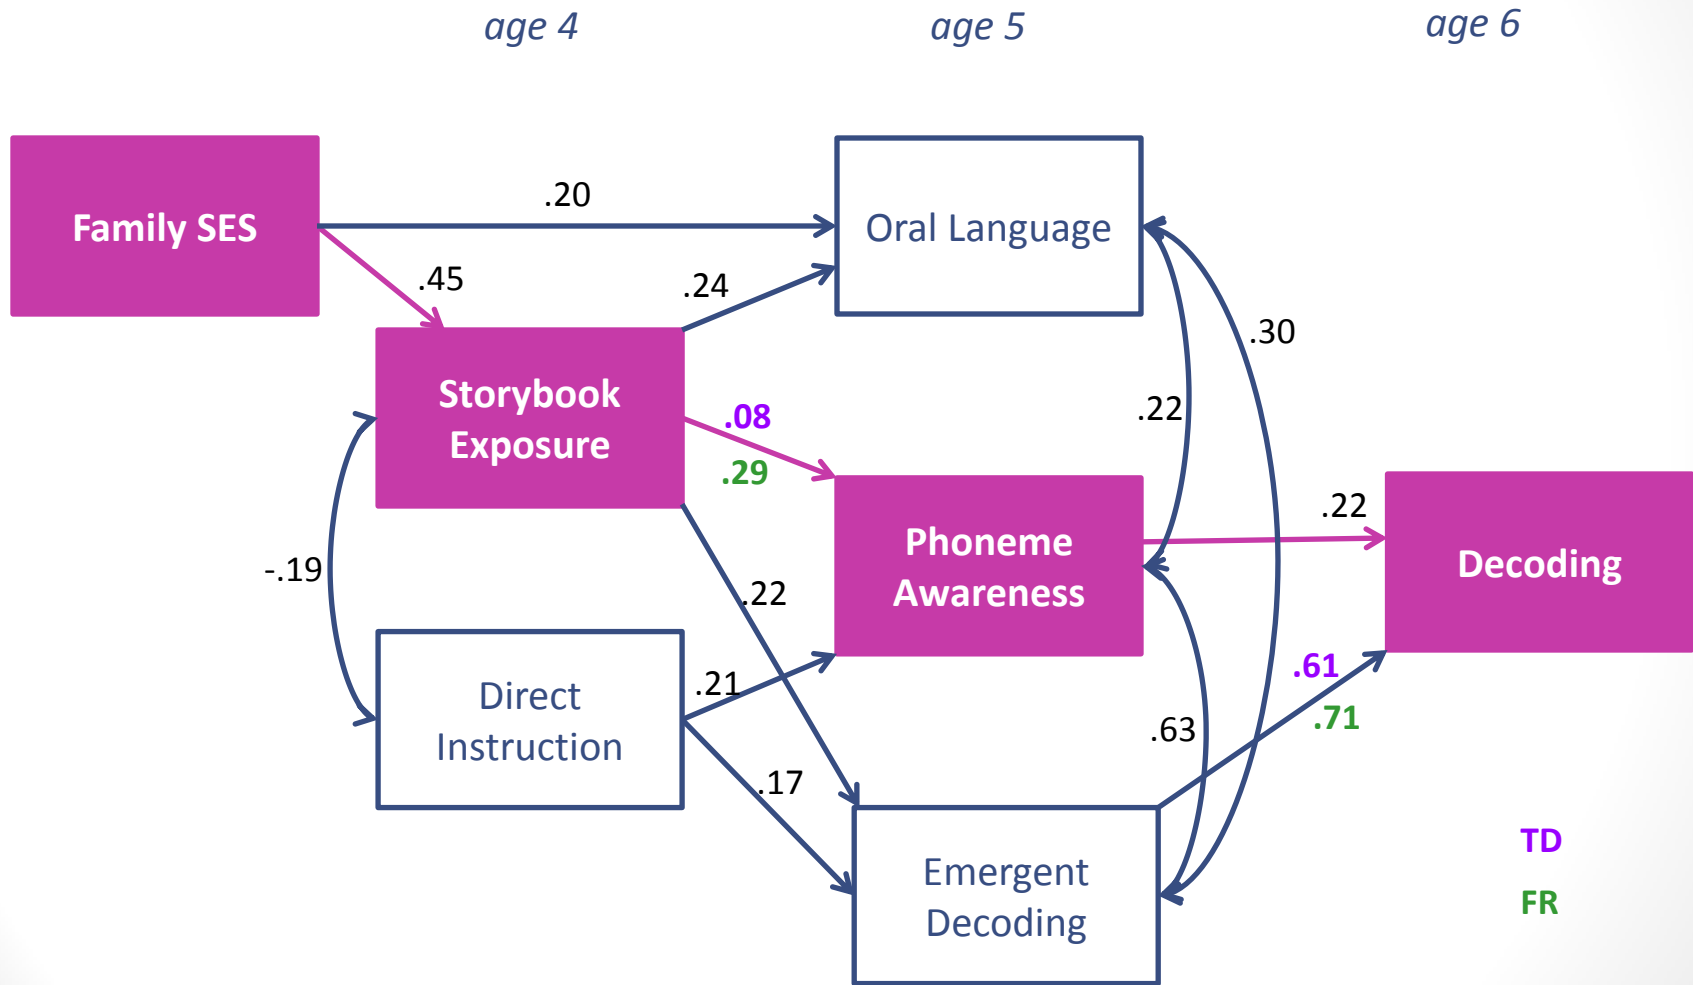 age 4
age 5
age 6
Family SES
.20
Oral Language
.45
.24
.30
Storybook
Exposure
.08
.29
.22
Phoneme
Awareness
.22
Decoding
-.19
.22
Direct
Instruction
.21
.61
.71
.63
.17
Emergent
Decoding
TD
FR